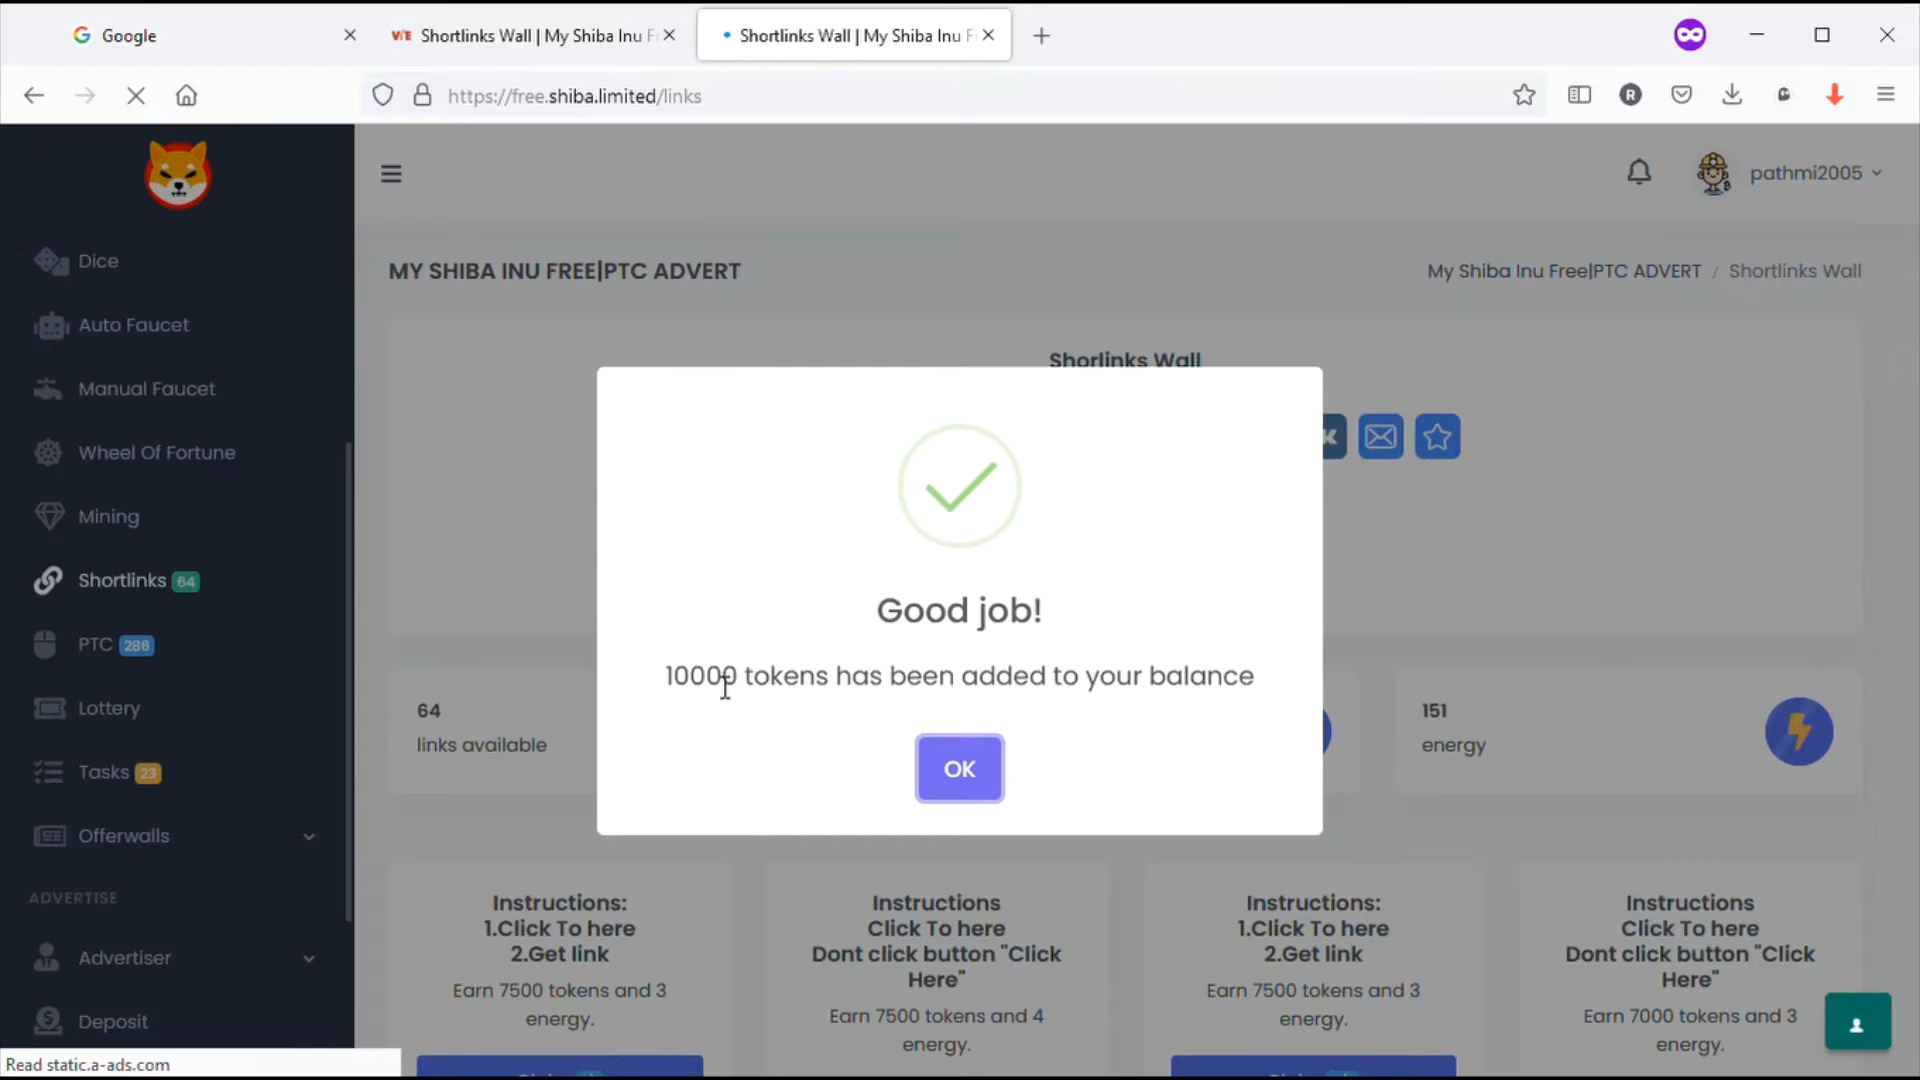 Google
Shortlinks Wall | My Shiba Inu F
Shortlinks Wall | My Shiba Inu F
https://free.shiba.limited/links
R
pathmi2005
Dice
Auto Faucet
Manual Faucet
Wheel Of Fortune
Mining
Shortlinks 64
PTC 286
Lottery
Tasks 23
Offerwalls
ADVERTISE
Advertiser
Deposit
MY SHIBA INU FREE|PTC ADVERT
My Shiba Inu Free|PTC ADVERT / Shortlinks Wall
Shorlinks Wall
Good job!
10000 tokens has been added to your balance
OK
64
links available
151
energy
Instructions:
1.Click To here
2.Get link
Earn 7500 tokens and 3
energy.
Instructions
Click To here
Dont click button "Click
Here"
Earn 7500 tokens and 4
energy.
Instructions:
1.Click To here
2.Get link
Earn 7500 tokens and 3
energy.
Instructions
Click To here
Dont click button "Click
Here"
Earn 7000 tokens and 3
energy.
Read static.a-ads.com